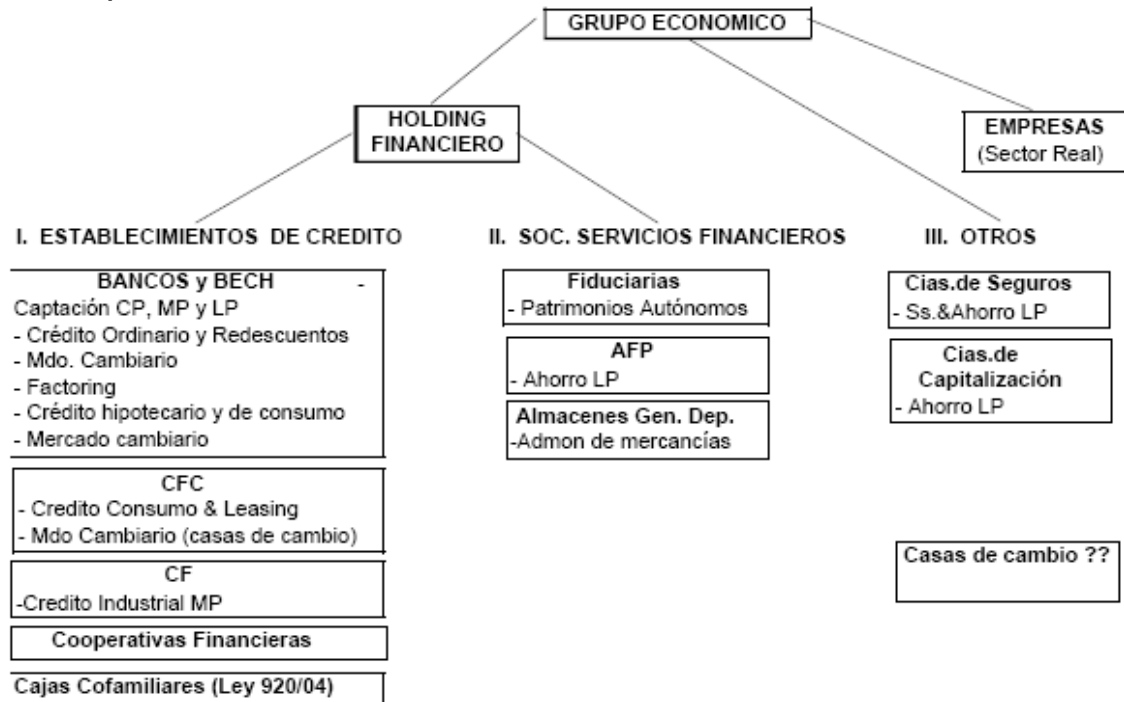 GRUPO ECONOMICO
HOLDING
FINANCIERO
EMPRESAS
(Sector Real)
I. ESTABLECIMIENTOS DE CREDITO
BANCOS y BECH -
Captación CP, MP y LP
- Crédito Ordinario y Redescuentos
- Mdo. Cambiario
- Factoring
- Crédito hipotecario y de consumo
- Mercado cambiario
CFC
- Credito Consumo & Leasing
- Mdo Cambiario (casas de cambio)
CF
-Credito Industrial MP
Cooperativas Financieras
Cajas Cofamiliares (Ley 920/04)
II. SOC. SERVICIOS FINANCIEROS
Fiduciarias
- Patrimonios Autónomos
AFP
- Ahorro LP
Almacenes Gen. Dep.
-Admon de mercancías
III. OTROS
Cias.de Seguros
- Ss.&Ahorro LP
Cias.de
Capitalización
- Ahorro LP
Casas de cambio ??